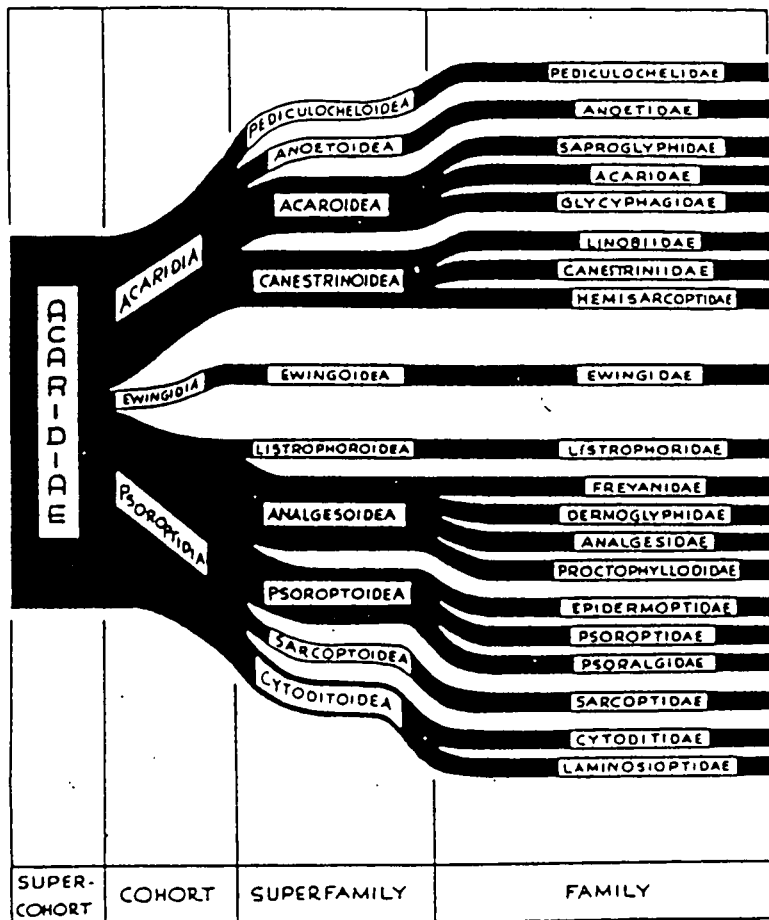 ACARIDIAE
ACARIDIA
EWINGIDIA
PSOROPTIDIA
PEDICULOCHELOIDEA
ANOETOIDEA
ACAROIDEA
CANESTRINOIDEA
EWINGOIDEA
LISTROPHOROIDEA
ANALGESOIDEA
PSOROPTOIDEA
SARCOPTOIDEA
CYTODITOIDEA
PEDICULOCHELIDAE
ANOETIDAE
SAPROGLYPHIDAE
ACARIDAE
GLYCYPHAGIDAE
LINOBIIDAE
CANESTRINIIDAE
HEMISARCOPTIDAE
EWINGIDAE
LISTROPHORIDAE
FREYANIDAE
DERMOGLYPHIDAE
ANALGESIDAE
PROCTOPHYLLODIDAE
EPIDERMOPTIDAE
PSOROPTIDAE
PSORALGIDAE
SARCOPTIDAE
CYTODITIDAE
LAMINOSIOPTIDAE
SUPER-
COHORT
COHORT
SUPERFAMILY
FAMILY